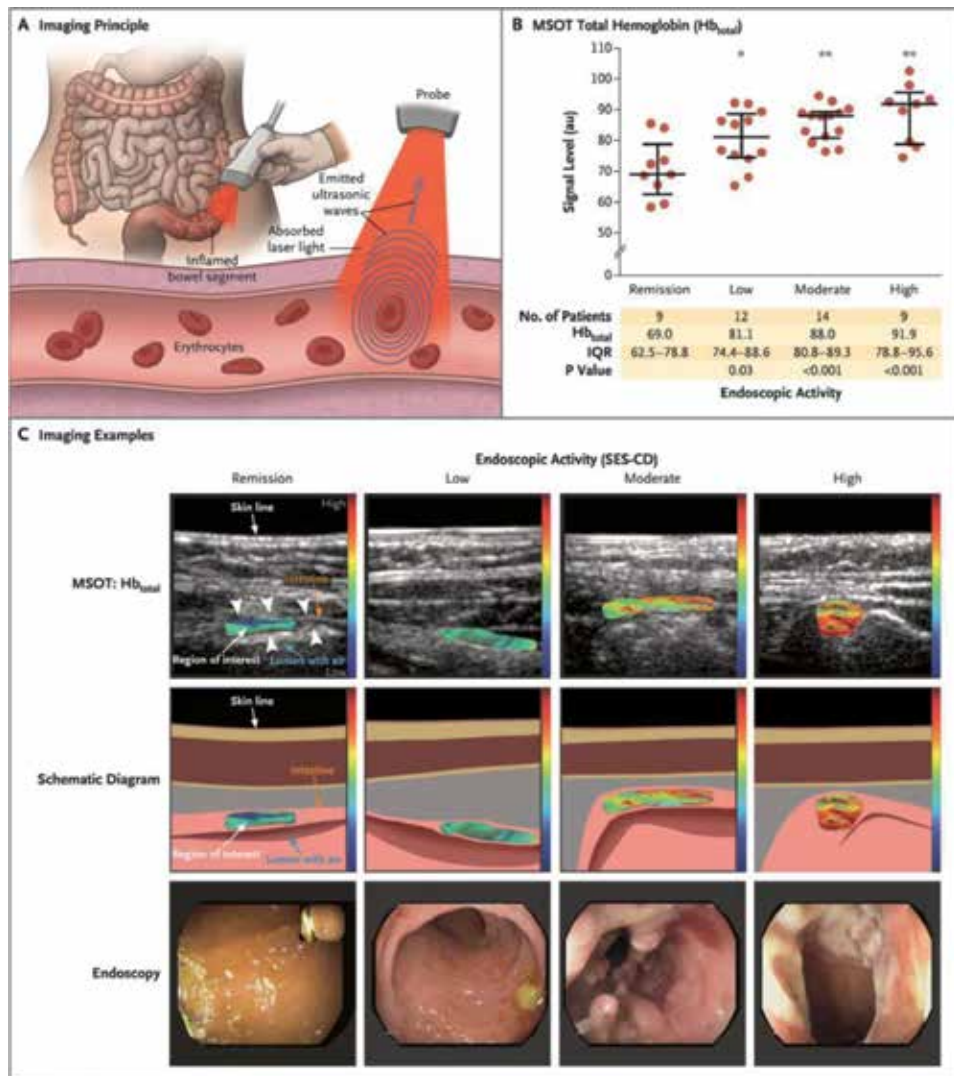 A Imaging Principle
Probe
Emitted
ultrasonic
waves
Absorbed
laser light
Inflamed
bowel segment
Erythrocytes
B MSOT Total Hemoglobin (Hbtotal)
Signal Level (au)
110
100
90
80
70
60
50
0
* ** **
Remission Low Moderate High
No. of Patients 9 12 14 9
Hbtotal 69.0 81.1 88.0 91.9
IQR 62.5–78.8 74.4–88.6 80.8–89.3 78.8–95.6
P Value 0.03 <0.001 <0.001
Endoscopic Activity
C Imaging Examples
Endoscopic Activity (SES-CD)
Remission Low Moderate High
MSOT: Hbtotal
High
Skin line
Intestine
Region of interest
Lumen with air
Low
Schematic Diagram
Skin line
Intestine
Region of interest
Lumen with air
Endoscopy